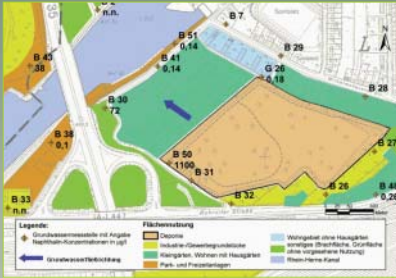 B 2
n.n.
B 7
B 51
0,14
B 29
B 43
38
B 41
0,14
G 26
0,18
B 28
B 30
72
B 38
0,1
B 27
B 50
1100
B 31
B 33
n.n.
B 32
B 26
Legende:
Grundwassermessstelle mit Angabe
Naphthalin-Konzentrationen in µg/l
Grundwasserfließrichtung
Flächennutzung
Deponie
Industrie-/Gewerbegrundstücke
Kleingärten, Wohnen mit Hausgärten
Park- und Freizeitanlagen
Wohngebiet ohne Hausgärten
sonstiges (Brachfläche, Grünfläche
ohne vorgesehene Nutzung)
Rhein-Herne-Kanal